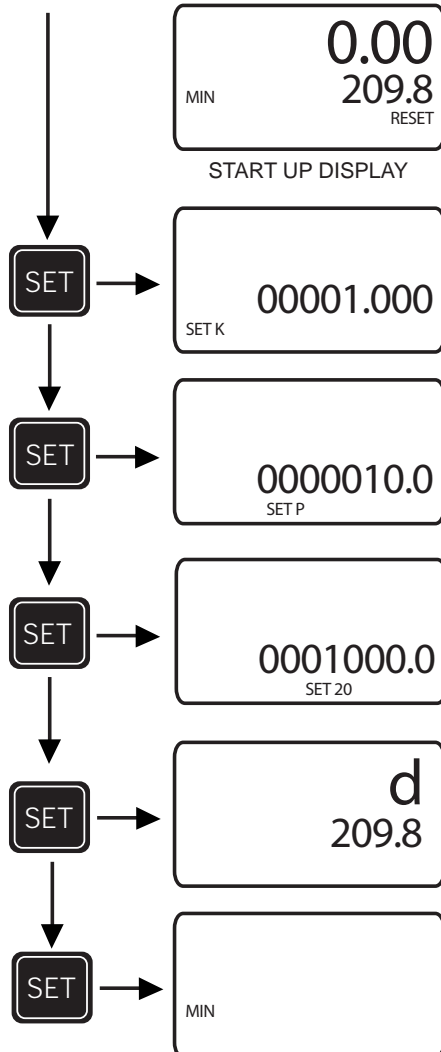 0.00
MIN 209.8
RESET
START UP DISPLAY
SET
00001.000
SET K
SET
0000010.0
SET P
SET
0001000.0
SET 20
SET
d
209.8
SET
MIN